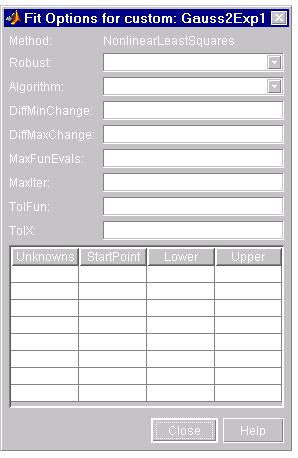 Fit Options for custom: Gauss2Exp1
Method: NonlinearLeastSquares
Robust:
Algorithm:
DiffMinChange:
DiffMaxChange:
MaxFunEvals:
MaxIter:
TolFun:
TolX:
Unknowns StartPoint Lower Upper
Close Help